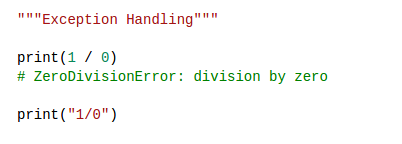 """Exception Handling"""
print(1 / 0)
# ZeroDivisionError: division by zero
print("1/0")